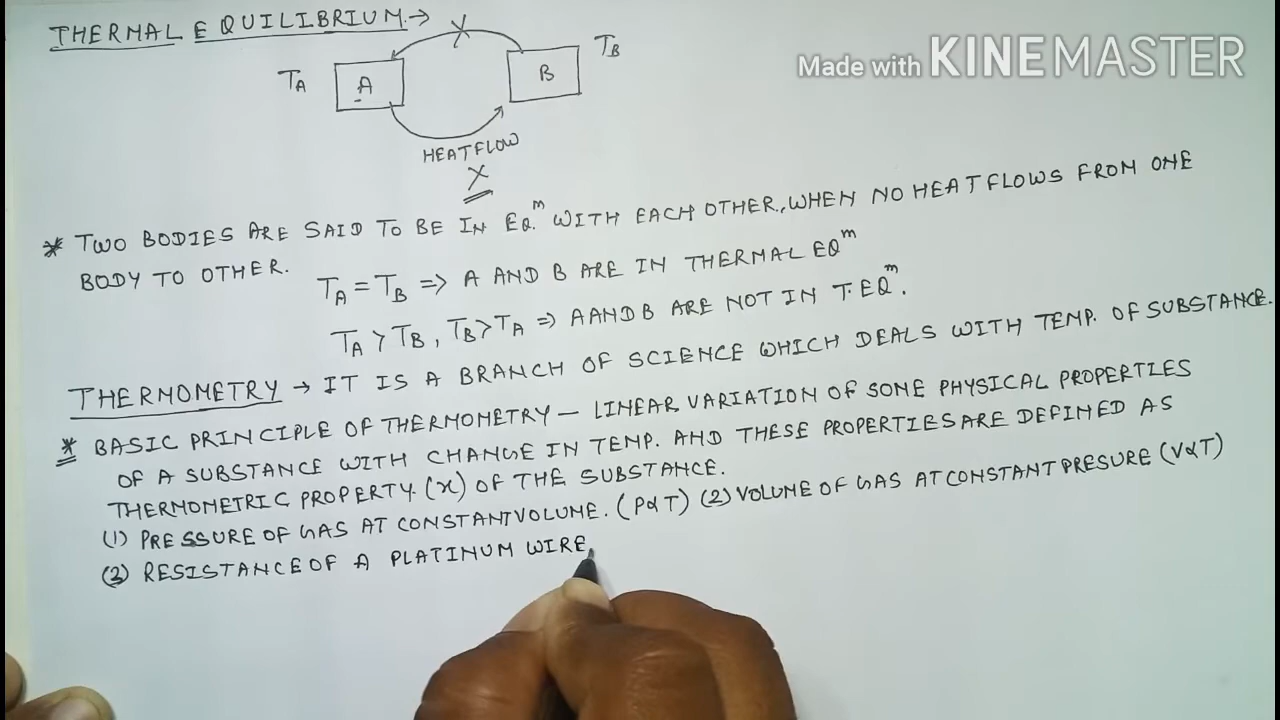 THERMAL EQUILIBRIUM →
Made with KINEMASTER
TA A B TB
HEAT FLOW
X
* TWO BODIES ARE SAID TO BE IN EQ.m WITH EACH OTHER, WHEN NO HEAT FLOWS FROM ONE
BODY TO OTHER.
TA = TB => A AND B ARE IN THERMAL EQm
TA > TB, TB > TA => A AND B ARE NOT IN T. EQm.
THERMOMETRY → IT IS A BRANCH OF SCIENCE WHICH DEALS WITH TEMP. OF SUBSTANCE.
* BASIC PRINCIPLE OF THERMOMETRY — LINEAR VARIATION OF SOME PHYSICAL PROPERTIES
OF A SUBSTANCE WITH CHANGE IN TEMP. AND THESE PROPERTIES ARE DEFINED AS
THERMOMETRIC PROPERTY (x) OF THE SUBSTANCE.
(1) PRESSURE OF GAS AT CONSTANT VOLUME. (P∝T) (2) VOLUME OF GAS AT CONSTANT PRESURE (V∝T)
(3) RESISTANCE OF A PLATINUM WIRE